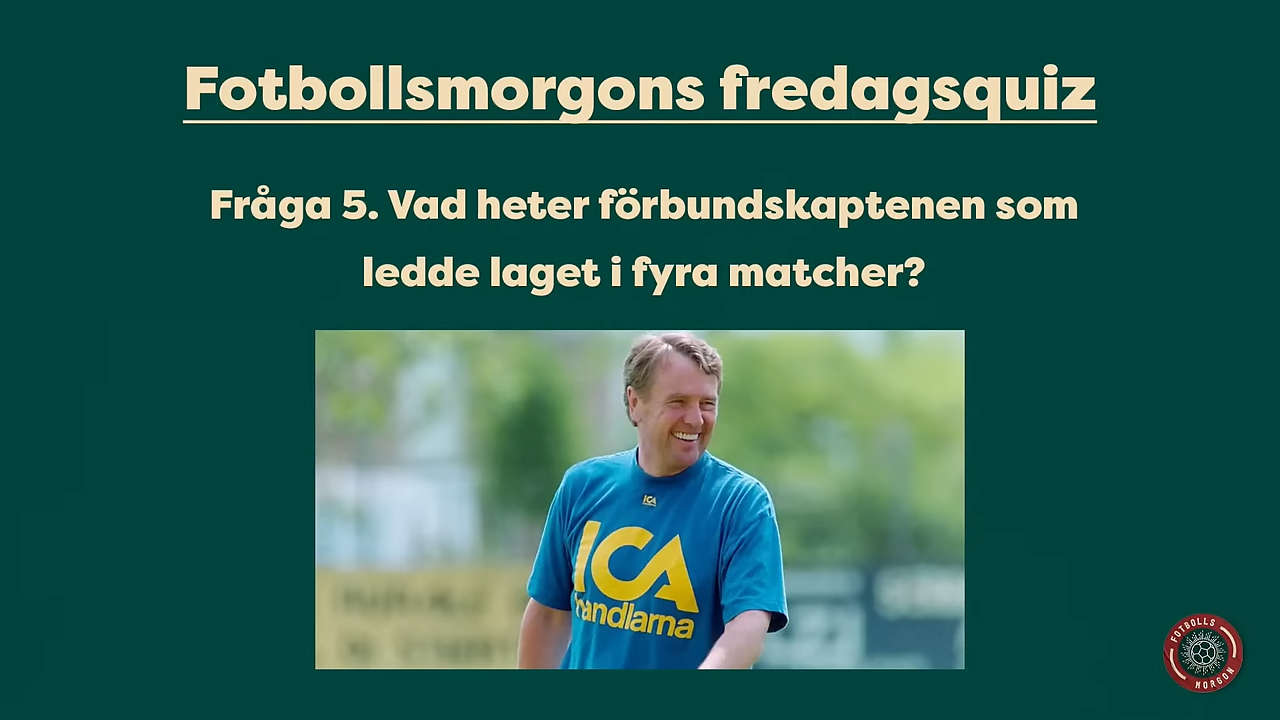 Fotbollsmorgons fredagsquiz
Fråga 5. Vad heter förbundskaptenen som
ledde laget i fyra matcher?
ICA
ICA
handlarna
FOTBOLLS
MORGON